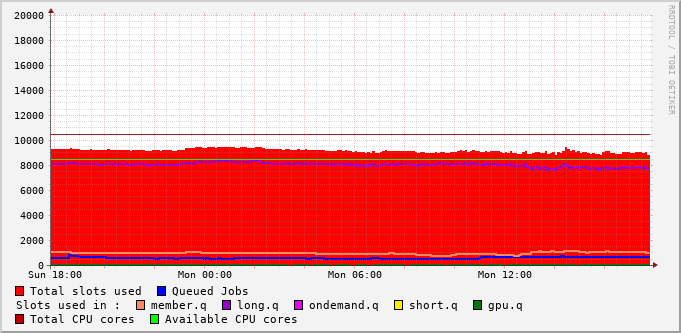 20000
18000
16000
14000
12000
10000
8000
6000
4000
2000
0
Sun 18:00 Mon 00:00 Mon 06:00 Mon 12:00
RRDTOOL / TOBI OETIKER
Total slots used Queued Jobs
Slots used in : member.q long.q ondemand.q short.q gpu.q
Total CPU cores Available CPU cores